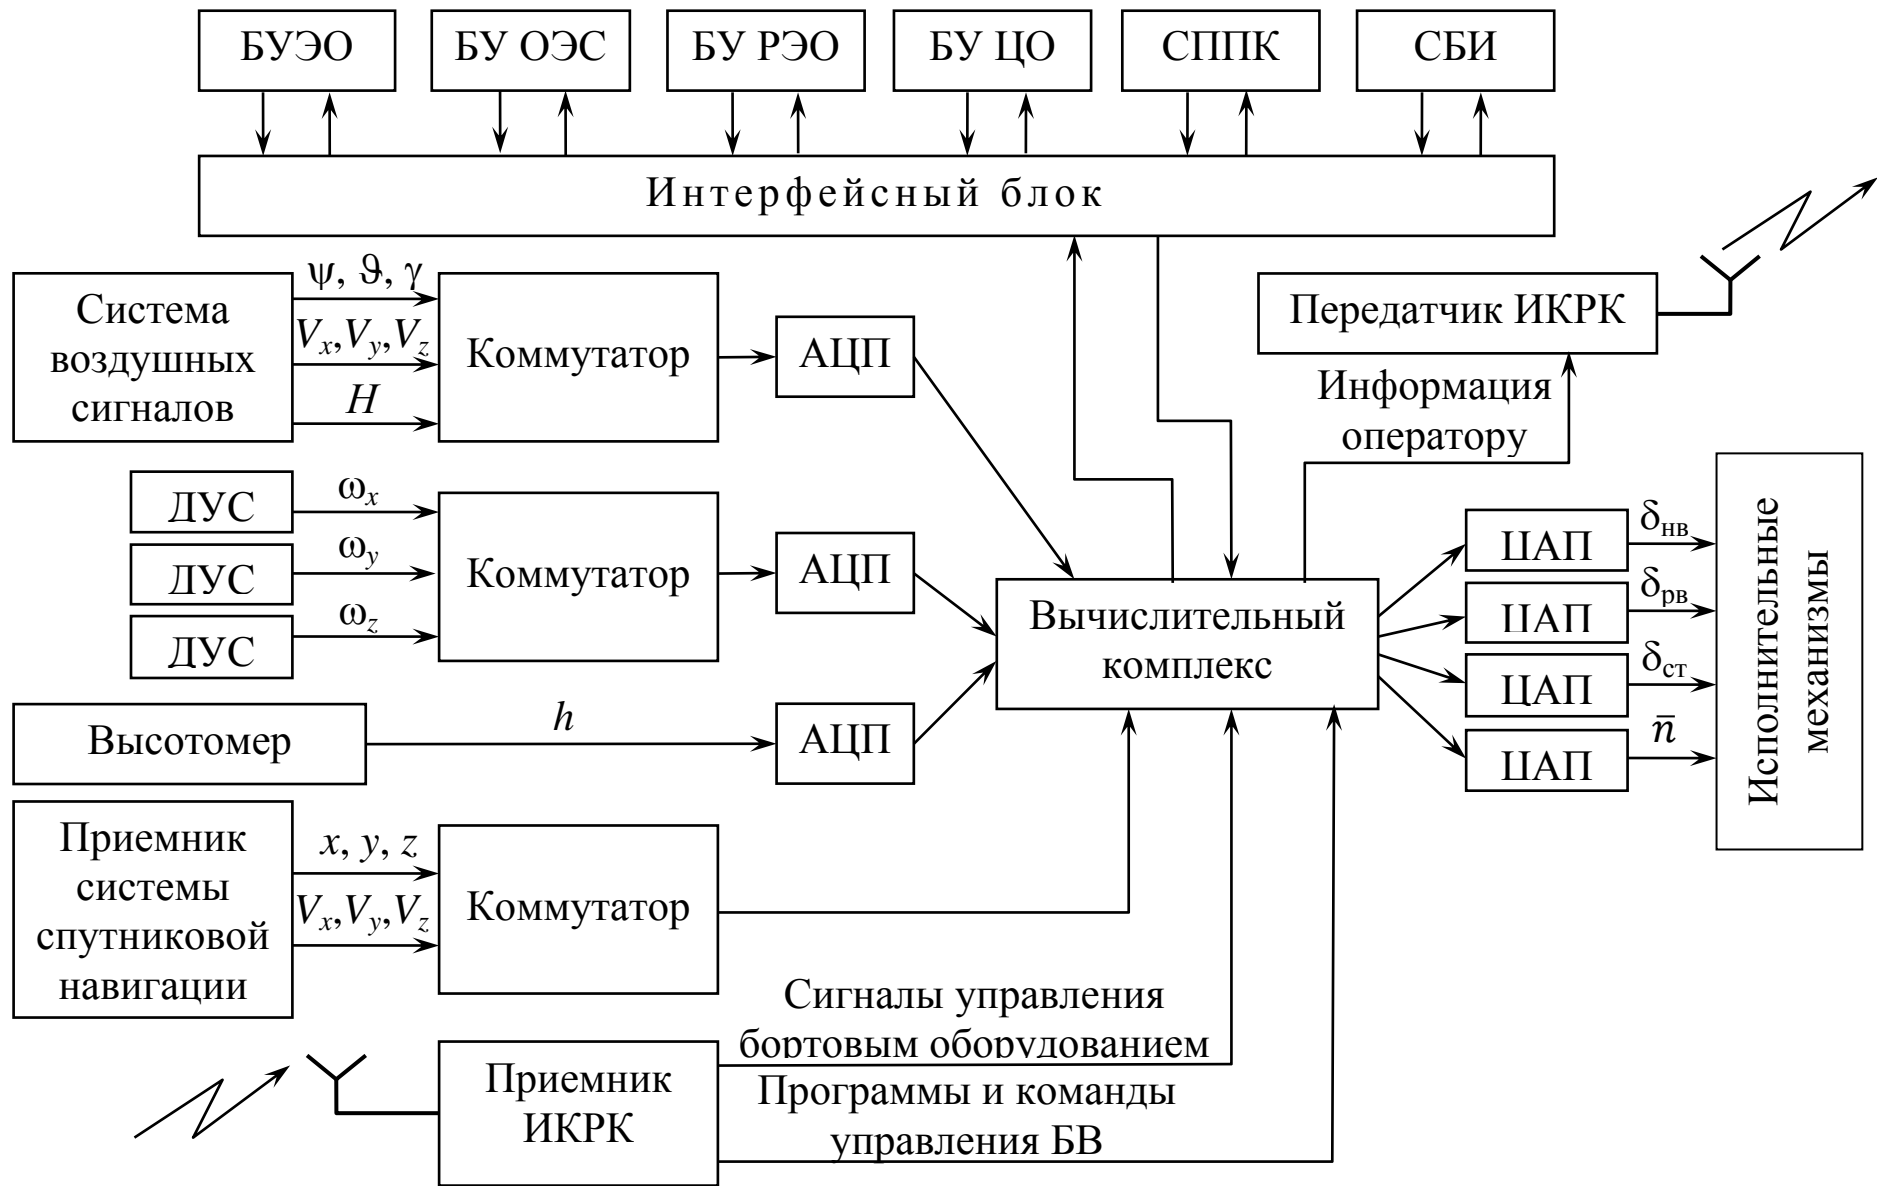 БУЭО
БУ ОЭС
БУ РЭО
БУ ЦО
СППК
СБИ
Интерфейсный блок
Система
воздушных
сигналов
ψ, ϑ, γ
Vx,Vy,Vz
H
Коммутатор
АЦП
Передатчик ИКРК
Информация
оператору
ДУС
ωx
ДУС
ωy
ДУС
ωz
Коммутатор
АЦП
Вычислительный
комплекс
ЦАП
δнв
ЦАП
δрв
ЦАП
δст
ЦАП
n̄
Исполнительные
механизмы
Высотомер
h
АЦП
Приемник
системы
спутниковой
навигации
x, y, z
Vx,Vy,Vz
Коммутатор
Сигналы управления
бортовым оборудованием
Приемник
ИКРК
Программы и команды
управления БВ